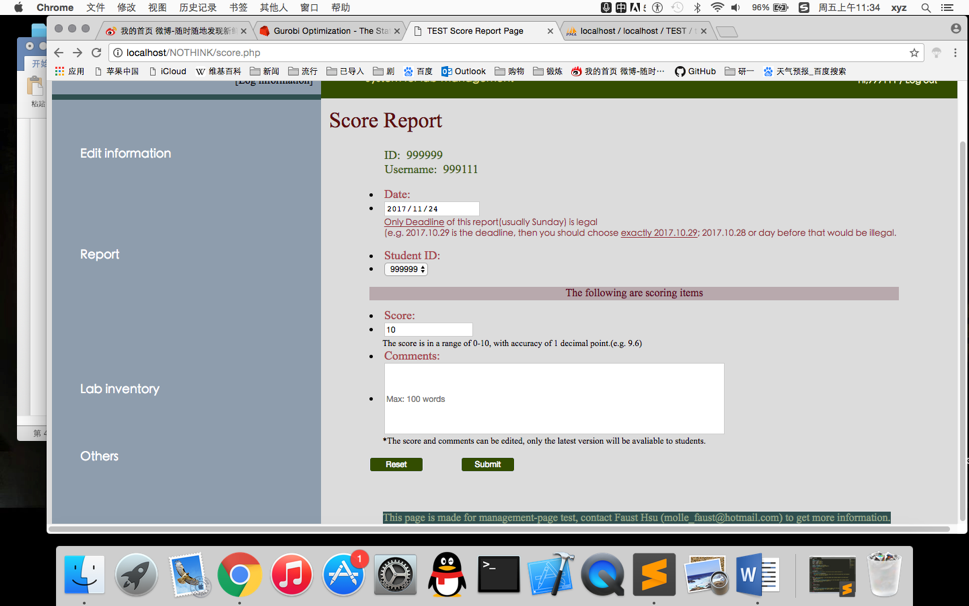 Chrome 文件 修改 视图 历史记录 书签 其他人 窗口 帮助 96% 周五上午11:34 xyz
我的首页 微博-随时随地发现新 Gurobi Optimization - The Sta TEST Score Report Page localhost / localhost / TEST /
localhost/NOTHINK/score.php
应用 苹果中国 iCloud 维基百科 新闻 流行 已导入 剧 百度 Outlook 购物 锻炼 我的首页 微博-随时… GitHub 研一 天气预报_百度搜索
开始
粘贴
[Log information]
Score Report
Edit information
ID: 999999
Username: 999111
Date:
2017/11/24
Only Deadline of this report(usually Sunday) is legal
(e.g. 2017.10.29 is the deadline, then you should choose exactly 2017.10.29; 2017.10.28 or day before that would be illegal.
Report
Student ID:
999999
The following are scoring items
Score:
10
The score is in a range of 0-10, with accuracy of 1 decimal point.(e.g. 9.6)
Comments:
Lab inventory
Max: 100 words
*The score and comments can be edited, only the latest version will be avaliable to students.
Others
Reset Submit
This page is made for management-page test, contact Faust Hsu (molle_faust@hotmail.com) to get more information.
1